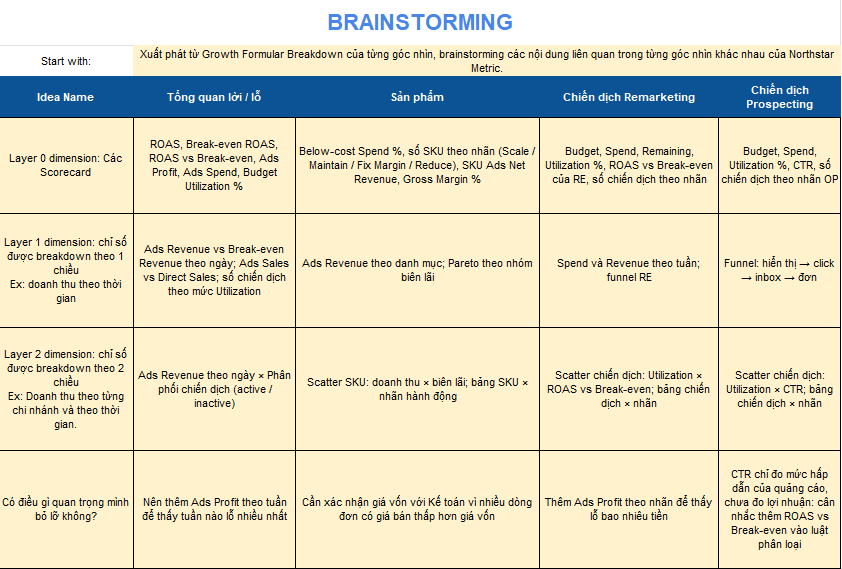 BRAINSTORMING
Start with:
Xuất phát từ Growth Formular Breakdown của từng góc nhìn, brainstorming các nội dung liên quan trong từng góc nhìn khác nhau của Northstar
Metric.
Idea Name
Tổng quan lời / lỗ
Sản phẩm
Chiến dịch Remarketing
Chiến dịch
Prospecting
Layer 0 dimension: Các
Scorecard
ROAS, Break-even ROAS,
ROAS vs Break-even, Ads
Profit, Ads Spend, Budget
Utilization %
Below-cost Spend %, số SKU theo nhãn (Scale /
Maintain / Fix Margin / Reduce), SKU Ads Net
Revenue, Gross Margin %
Budget, Spend, Remaining,
Utilization %, ROAS vs Break-even
của RE, số chiến dịch theo nhãn
Budget, Spend,
Utilization %, CTR, số
chiến dịch theo nhãn OP
Layer 1 dimension: chỉ số
được breakdown theo 1
chiều
Ex: doanh thu theo thời
gian
Ads Revenue vs Break-even
Revenue theo ngày; Ads Sales
vs Direct Sales; số chiến dịch
theo mức Utilization
Ads Revenue theo danh mục; Pareto theo nhóm
biên lãi
Spend và Revenue theo tuần;
funnel RE
Funnel: hiển thị → click
→ inbox → đơn
Layer 2 dimension: chỉ số
được breakdown theo 2
chiều
Ex: Doanh thu theo từng
chi nhánh và theo thời
gian.
Ads Revenue theo ngày × Phân
phối chiến dịch (active /
inactive)
Scatter SKU: doanh thu × biên lãi; bảng SKU ×
nhãn hành động
Scatter chiến dịch: Utilization ×
ROAS vs Break-even; bảng chiến
dịch × nhãn
Scatter chiến dịch:
Utilization × CTR; bảng
chiến dịch × nhãn
Có điều gì quan trọng mình
bỏ lỡ không?
Nên thêm Ads Profit theo tuần
để thấy tuần nào lỗ nhiều nhất
Cần xác nhận giá vốn với Kế toán vì nhiều dòng
đơn có giá bán thấp hơn giá vốn
Thêm Ads Profit theo nhãn để thấy
lỗ bao nhiêu tiền
CTR chỉ đo mức hấp
dẫn của quảng cáo,
chưa đo lợi nhuận: cân
nhắc thêm ROAS vs
Break-even vào luật
phân loại